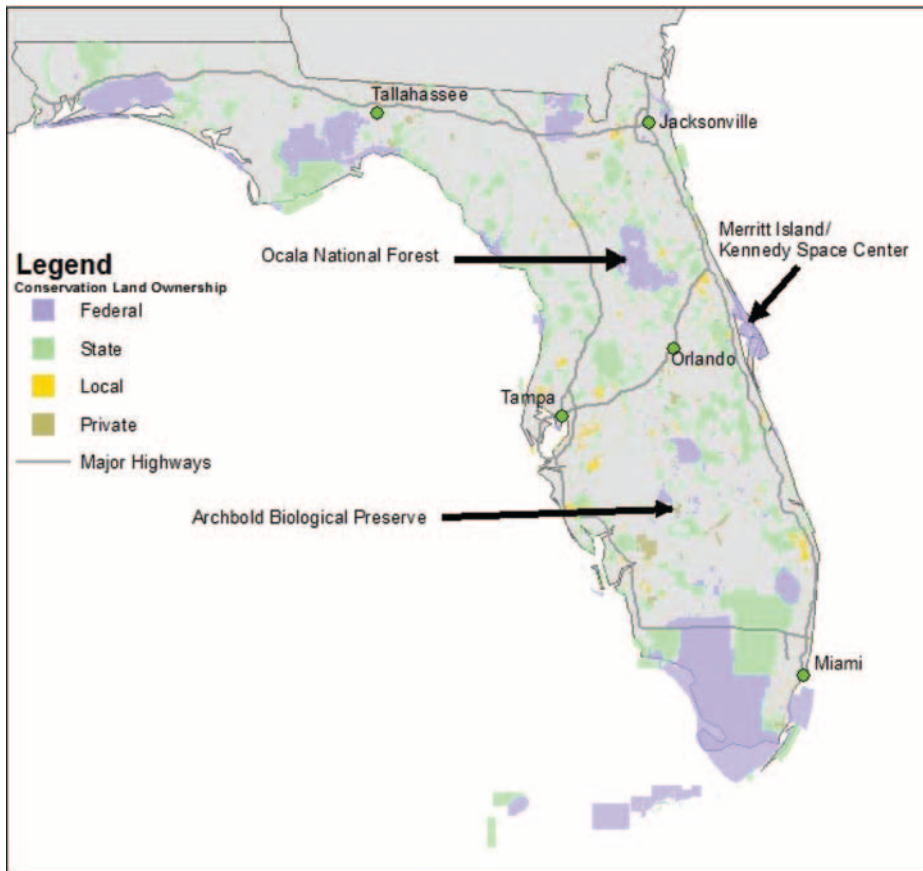 Tallahassee
Jacksonville
Merritt Island/
Kennedy Space Center
Ocala National Forest
Legend
Conservation Land Ownership
Federal
State
Local
Private
Major Highways
Orlando
Tampa
Archbold Biological Preserve
Miami